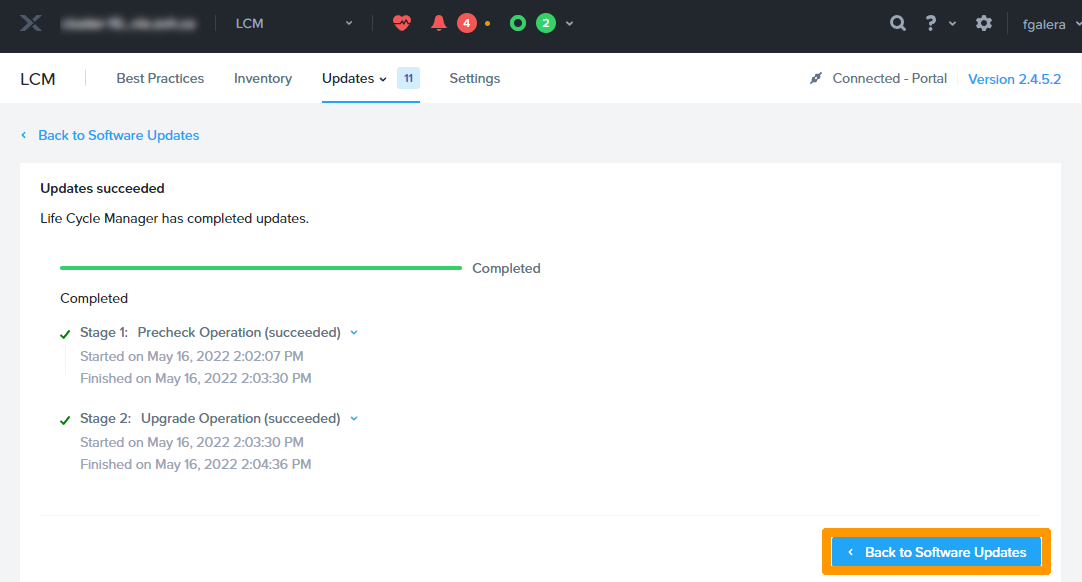 LCM
4
2
?
fgalera
LCM
Best Practices
Inventory
Updates
11
Settings
Connected - Portal
Version 2.4.5.2
Back to Software Updates
Updates succeeded
Life Cycle Manager has completed updates.
Completed
Completed
Stage 1: Precheck Operation (succeeded)
Started on May 16, 2022 2:02:07 PM
Finished on May 16, 2022 2:03:30 PM
Stage 2: Upgrade Operation (succeeded)
Started on May 16, 2022 2:03:30 PM
Finished on May 16, 2022 2:04:36 PM
Back to Software Updates